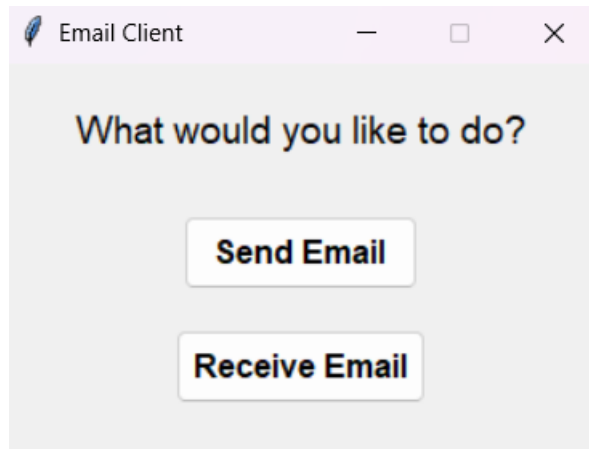 Email Client
What would you like to do?
Send Email
Receive Email